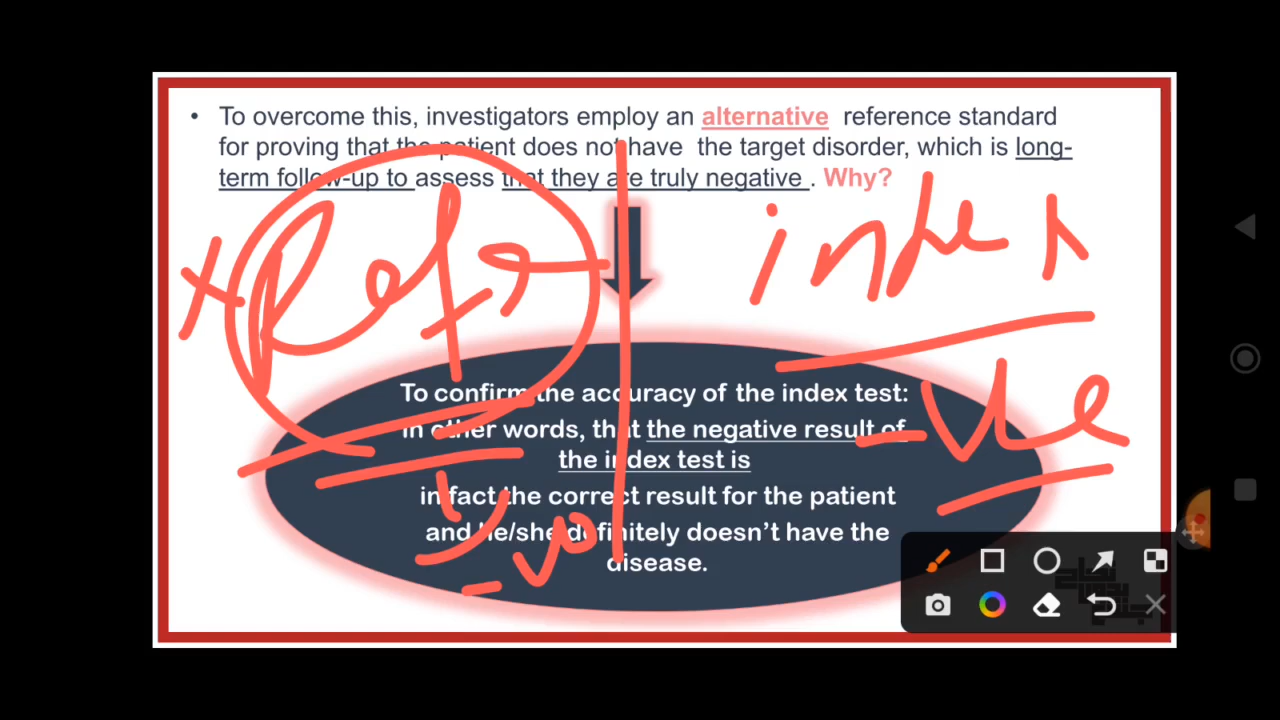 • To overcome this, investigators employ an alternative reference standard
for proving that the patient does not have the target disorder, which is long-
term follow-up to assess that they are truly negative . Why?
Refr
index
-ve
To confirm the accuracy of the index test:
in other words, that the negative result of
the index test is
in fact the correct result for the patient
and he/she definitely doesn't have the
disease.